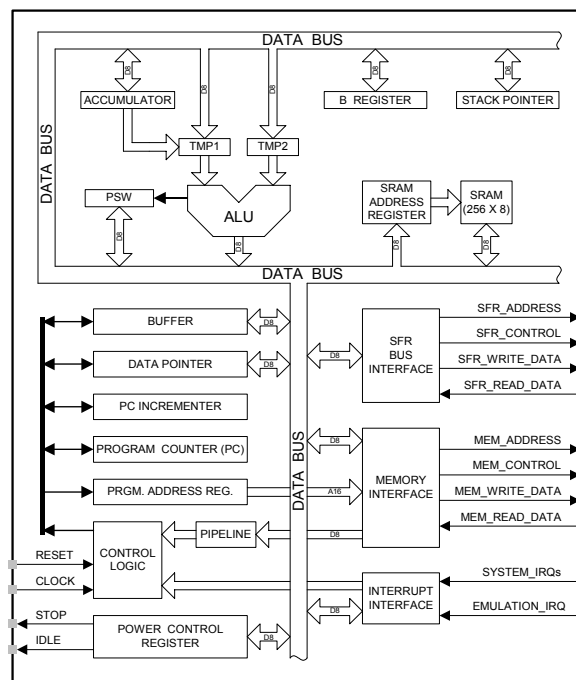 DATA BUS
D8
D8
D8
D8
D8
ACCUMULATOR
B REGISTER
STACK POINTER
DATA BUS
TMP1
TMP2
PSW
ALU
SRAM
ADDRESS
REGISTER
SRAM
(256 X 8)
D8
D8
D8
D8
DATA BUS
BUFFER
D8
SFR_ADDRESS
SFR_CONTROL
SFR_WRITE_DATA
SFR_READ_DATA
SFR
BUS
INTERFACE
D8
DATA POINTER
D8
PC INCREMENTER
PROGRAM COUNTER (PC)
D8
MEM_ADDRESS
MEM_CONTROL
MEM_WRITE_DATA
MEM_READ_DATA
MEMORY
INTERFACE
PRGM. ADDRESS REG.
A16
DATA BUS
PIPELINE
D8
CONTROL
LOGIC
RESET
CLOCK
SYSTEM_IRQs
EMULATION_IRQ
INTERRUPT
INTERFACE
D8
STOP
IDLE
POWER CONTROL
REGISTER
D8